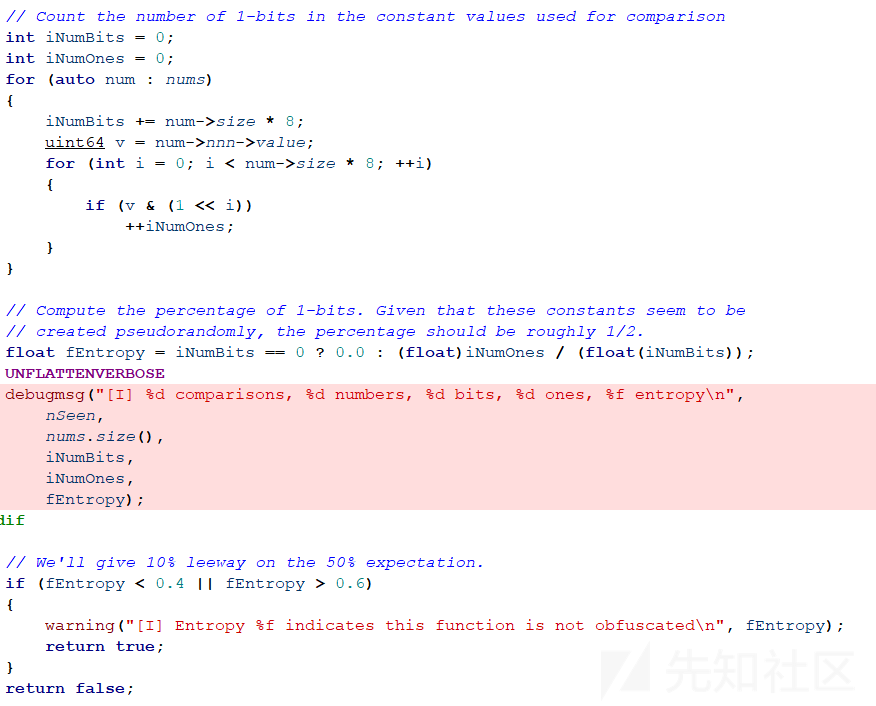 // Count the number of 1-bits in the constant values used for comparison
int iNumBits = 0;
int iNumOnes = 0;
for (auto num : nums)
{
    iNumBits += num->size * 8;
    uint64 v = num->nnn->value;
    for (int i = 0; i < num->size * 8; ++i)
    {
        if (v & (1 << i))
            ++iNumOnes;
    }
}

// Compute the percentage of 1-bits. Given that these constants seem to be
// created pseudorandomly, the percentage should be roughly 1/2.
float fEntropy = iNumBits == 0 ? 0.0 : (float)iNumOnes / (float(iNumBits));
UNFLATTENVERBOSE
debugmsg("[I] %d comparisons, %d numbers, %d bits, %d ones, %f entropy\n",
    nSeen,
    nums.size(),
    iNumBits,
    iNumOnes,
    fEntropy);
dif

// We'll give 10% leeway on the 50% expectation.
if (fEntropy < 0.4 || fEntropy > 0.6)
{
    warning("[I] Entropy %f indicates this function is not obfuscated\n", fEntropy);
    return true;
}
return false;
先知社区